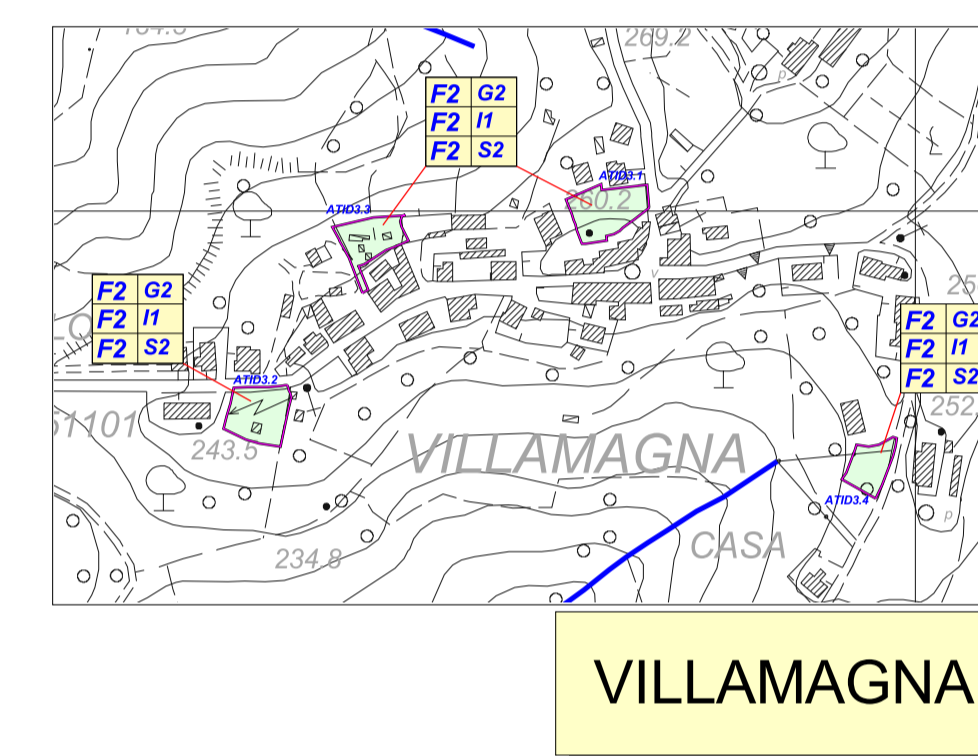 269.2
p
F2 G2
F2 I1
F2 S2
ATID3.1
260.2
ATID3.3
v
F2 G2
F2 I1
F2 S2
F2 G2
F2 I1
F2 S2
ATID3.2
252
51101
243.5
VILLAMAGNA
ATID3.4
p
CASA
234.8
VILLAMAGNA